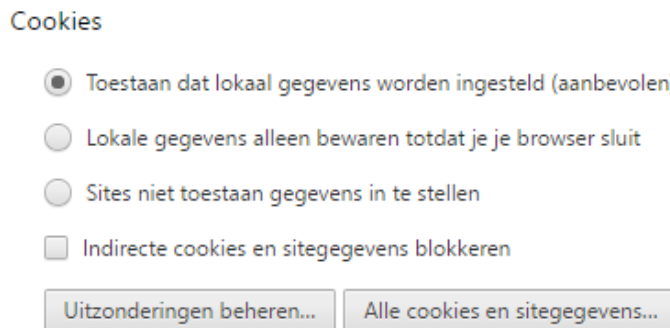 Cookies
Toestaan dat lokaal gegevens worden ingesteld (aanbevolen)
Lokale gegevens alleen bewaren totdat je je browser sluit
Sites niet toestaan gegevens in te stellen
Indirecte cookies en sitegegevens blokkeren
Uitzonderingen beheren... Alle cookies en sitegegevens...